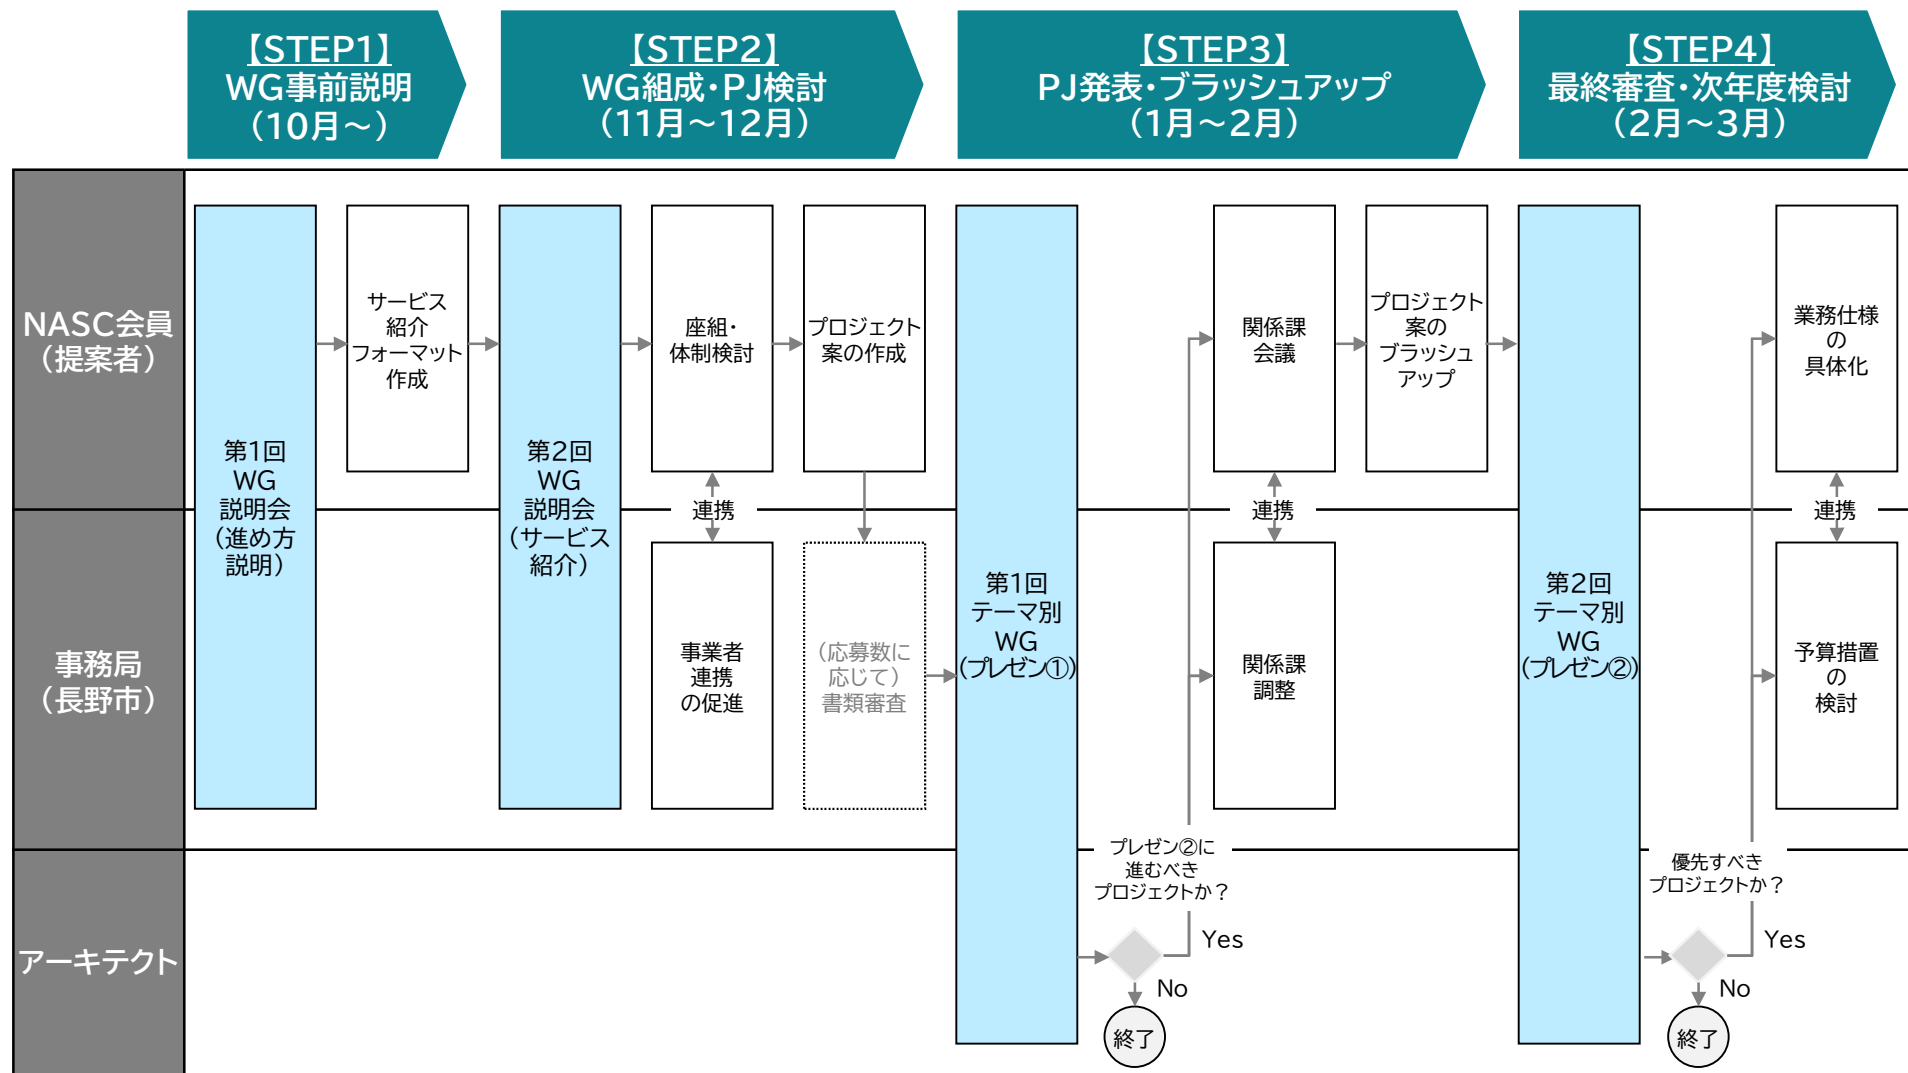 【STEP1】
WG事前説明
（10月～）
【STEP2】
WG組成・PJ検討
（11月～12月）
【STEP3】
PJ発表・ブラッシュアップ
（1月～2月）
【STEP4】
最終審査・次年度検討
（2月～3月）
NASC会員
（提案者）
第1回
WG
説明会
（進め方
説明）
サービス
紹介
フォーマット
作成
第2回
WG
説明会
（サービス
紹介）
座組・
体制検討
プロジェクト
案の作成
関係課
会議
プロジェクト
案の
ブラッシュ
アップ
業務仕様
の
具体化
連携
連携
連携
事務局
（長野市）
事業者
連携
の促進
（応募数に
応じて）
書類審査
第1回
テーマ別
WG
（プレゼン①）
関係課
調整
第2回
テーマ別
WG
（プレゼン②）
予算措置
の
検討
アーキテクト
プレゼン②に
進むべき
プロジェクトか？
Yes
No
終了
優先すべき
プロジェクトか？
Yes
No
終了